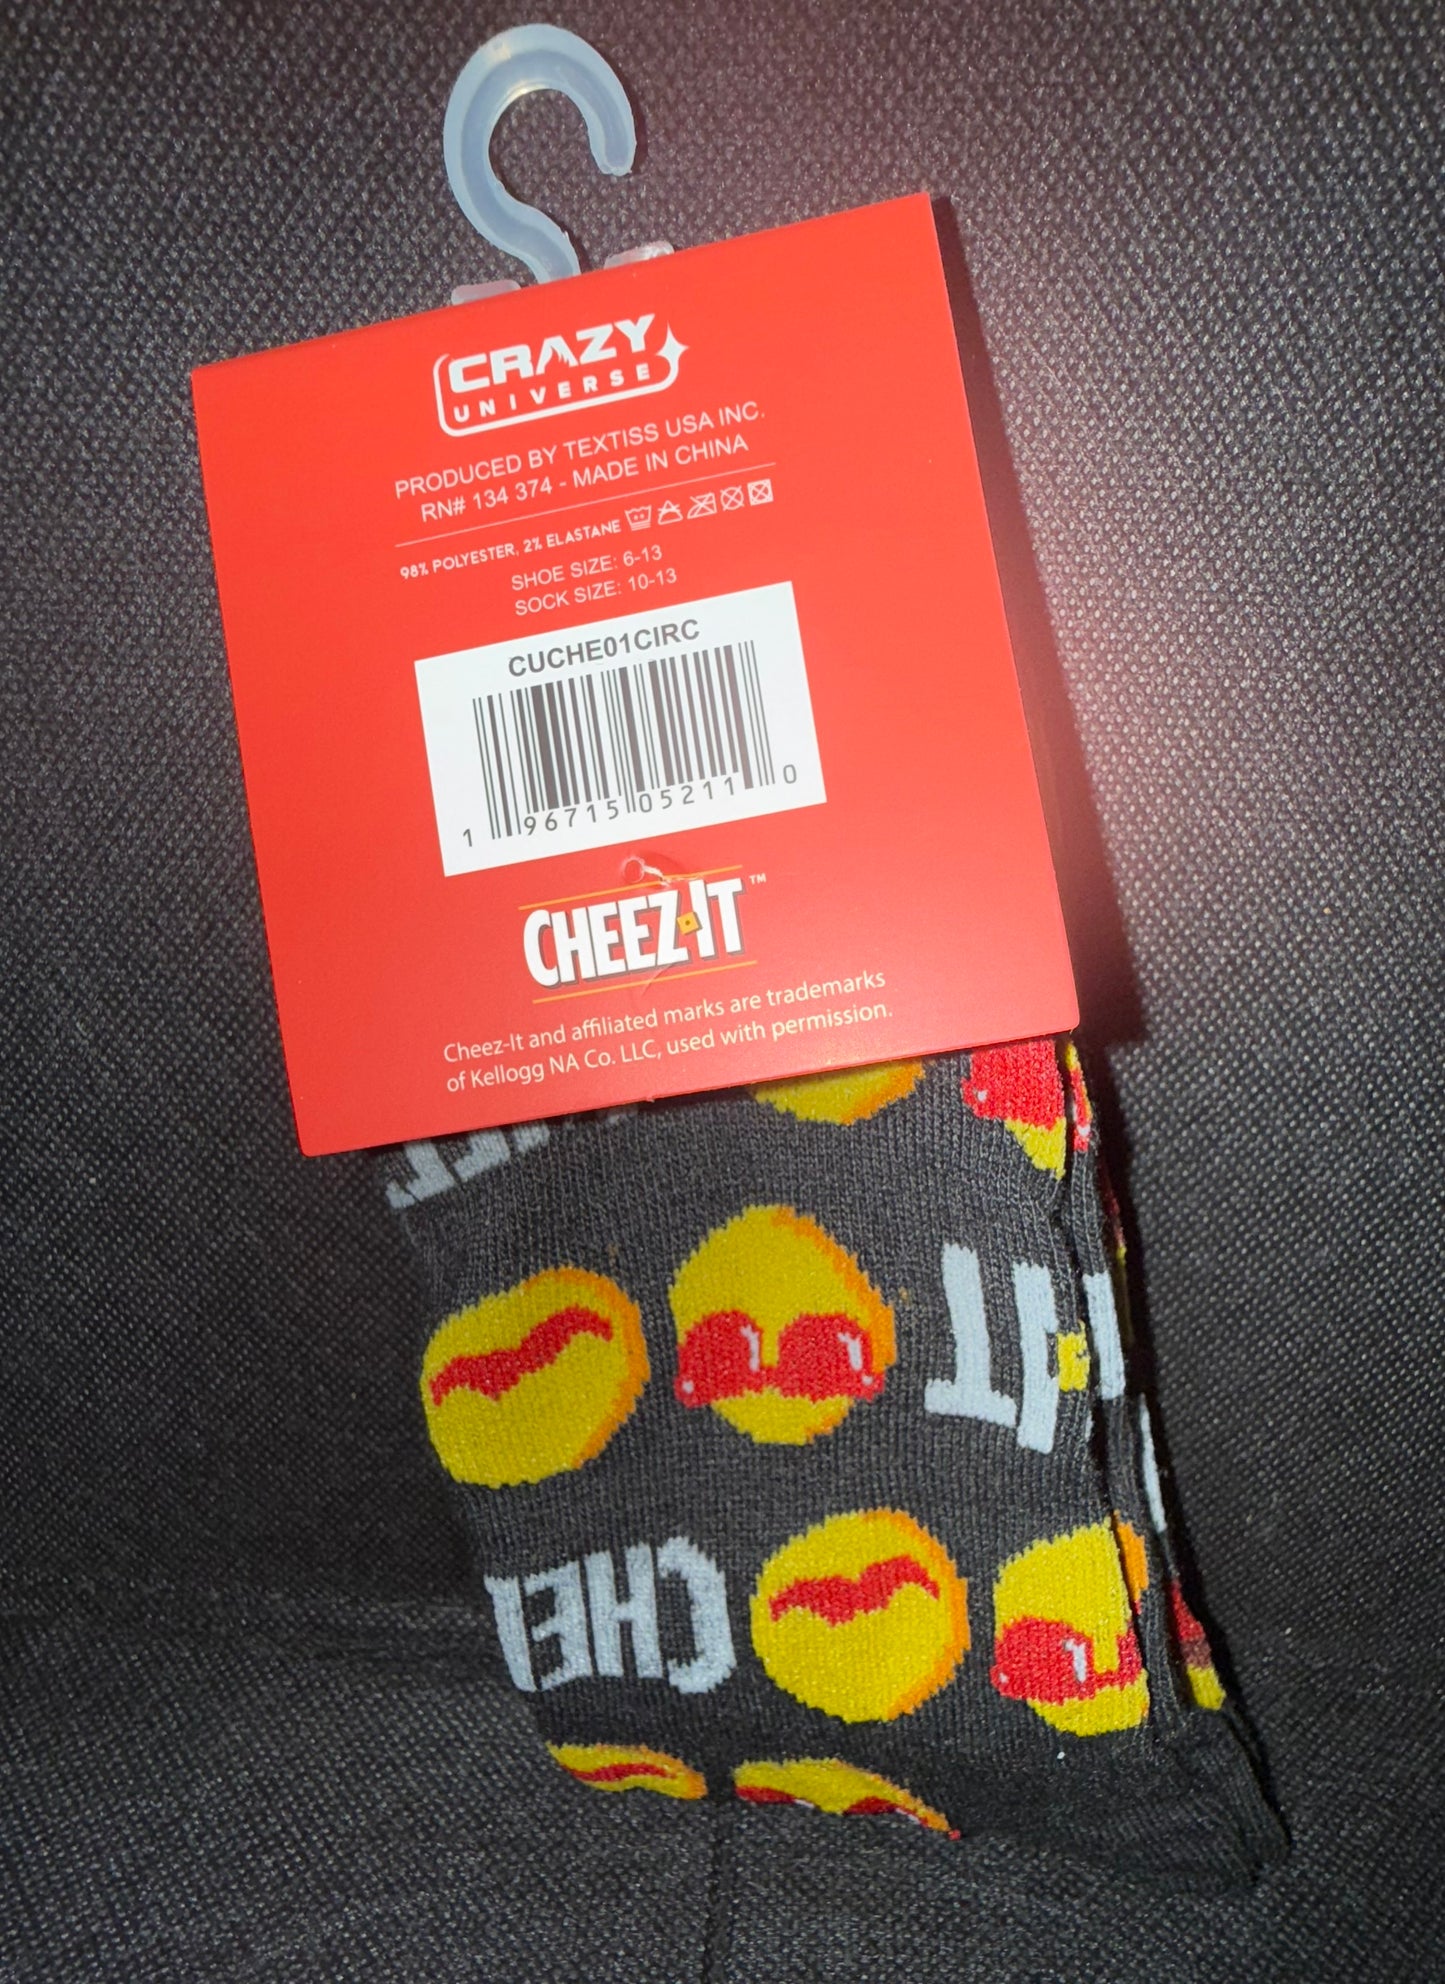 CRAZY
UNIVERSE
PRODUCED BY TEXTISS USA INC.
RN# 134 374 - MADE IN CHINA
98% POLYESTER, 2% ELASTANE
SHOE SIZE: 6-13
SOCK SIZE: 10-13
CUCHE01CIRC
1 96715 05211 0
CHEEZ-IT™
Cheez-It and affiliated marks are trademarks
of Kellogg NA Co. LLC, used with permission.
-IT
CHE